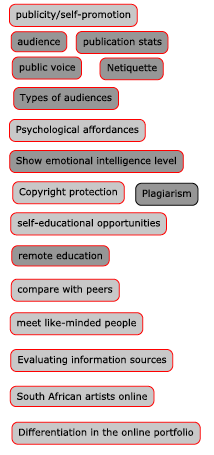 publicity/self-promotion
audience publication stats
public voice Netiquette
Types of audiences
Psychological affordances
Show emotional intelligence level
Copyright protection Plagiarism
self-educational opportunities
remote education
compare with peers
meet like-minded people
Evaluating information sources
South African artists online
Differentiation in the online portfolio